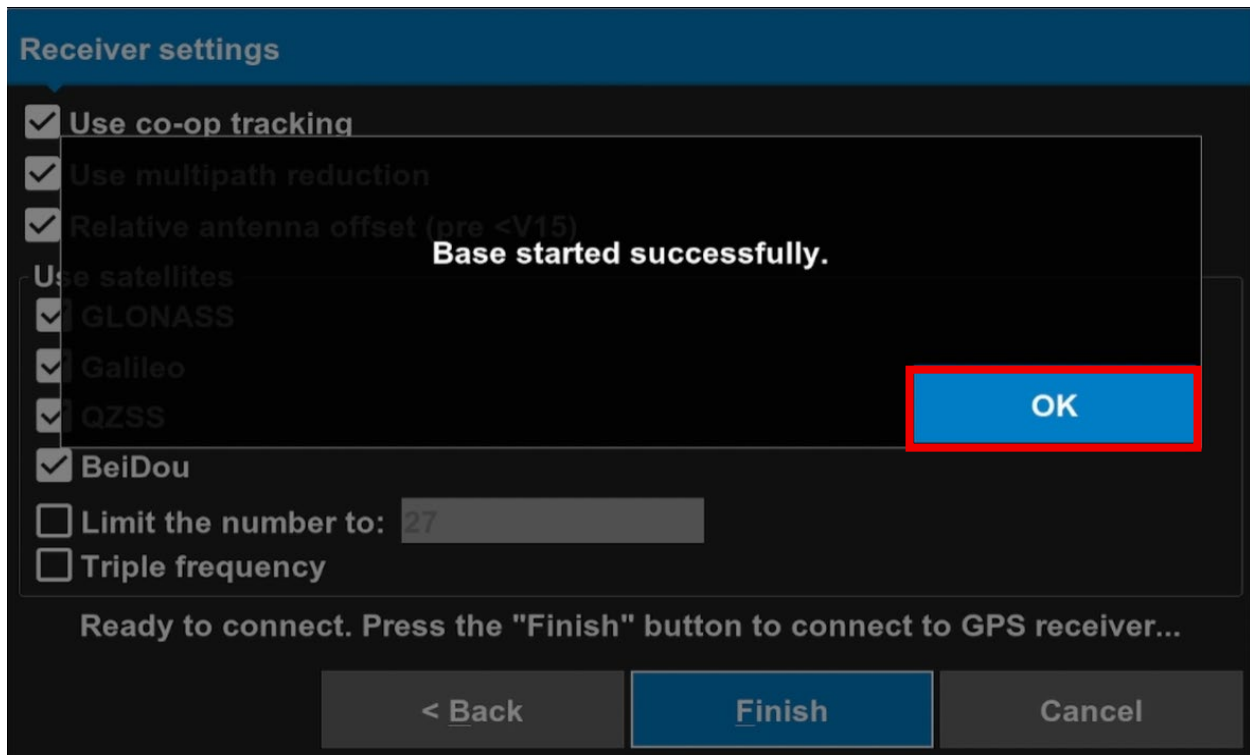 Receiver settings
Use co-op tracking
Use multipath reduction
Relative antenna offset (pre <V15)
Base started successfully.
Use satellites
GLONASS
Galileo
OK
QZSS
BeiDou
Limit the number to: 27
Triple frequency
Ready to connect. Press the "Finish" button to connect to GPS receiver...
< Back Finish Cancel